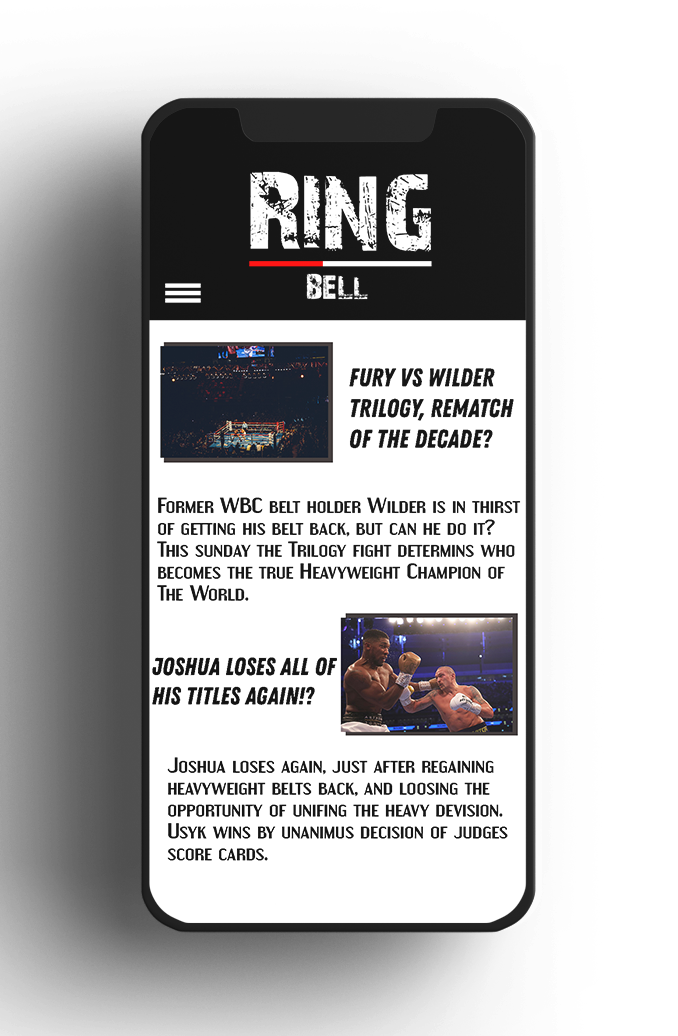 RING
BELL
FURY VS WILDER
TRILOGY, REMATCH
OF THE DECADE?
Former WBC belt holder Wilder is in thirst
of getting his belt back, but can he do it?
This sunday the Trilogy fight determins who
becomes the true Heavyweight Champion of
The World.
JOSHUA LOSES ALL OF
HIS TITLES AGAIN!?
Joshua loses again, just after regaining
heavyweight belts back, and loosing the
opportunity of unifing the heavy devision.
Usyk wins by unanimus decision of judges
score cards.